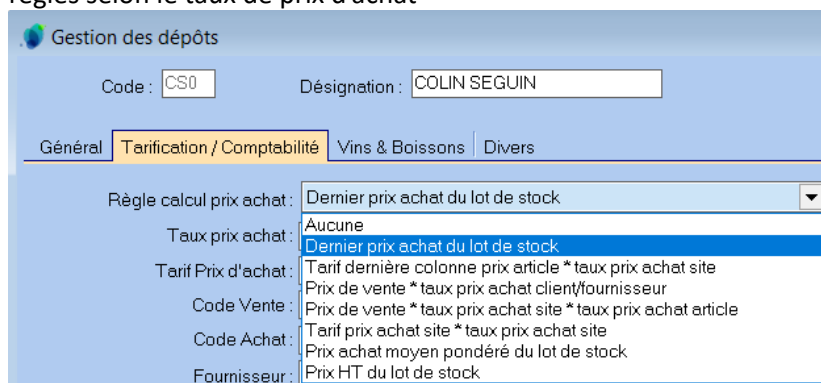 règles selon le taux de prix d'achat
Gestion des dépôts
Code : CS0 Désignation : COLIN SEGUIN
Général Tarification / Comptabilité Vins & Boissons Divers
Règle calcul prix achat : Dernier prix achat du lot de stock
Aucune
Taux prix achat :
Dernier prix achat du lot de stock
Tarif Prix d'achat :
Tarif dernière colonne prix article * taux prix achat site
Prix de vente * taux prix achat client/fournisseur
Code Vente :
Prix de vente * taux prix achat site * taux prix achat article
Tarif prix achat site * taux prix achat site
Code Achat :
Prix achat moyen pondéré du lot de stock
Fournisseur :
Prix HT du lot de stock